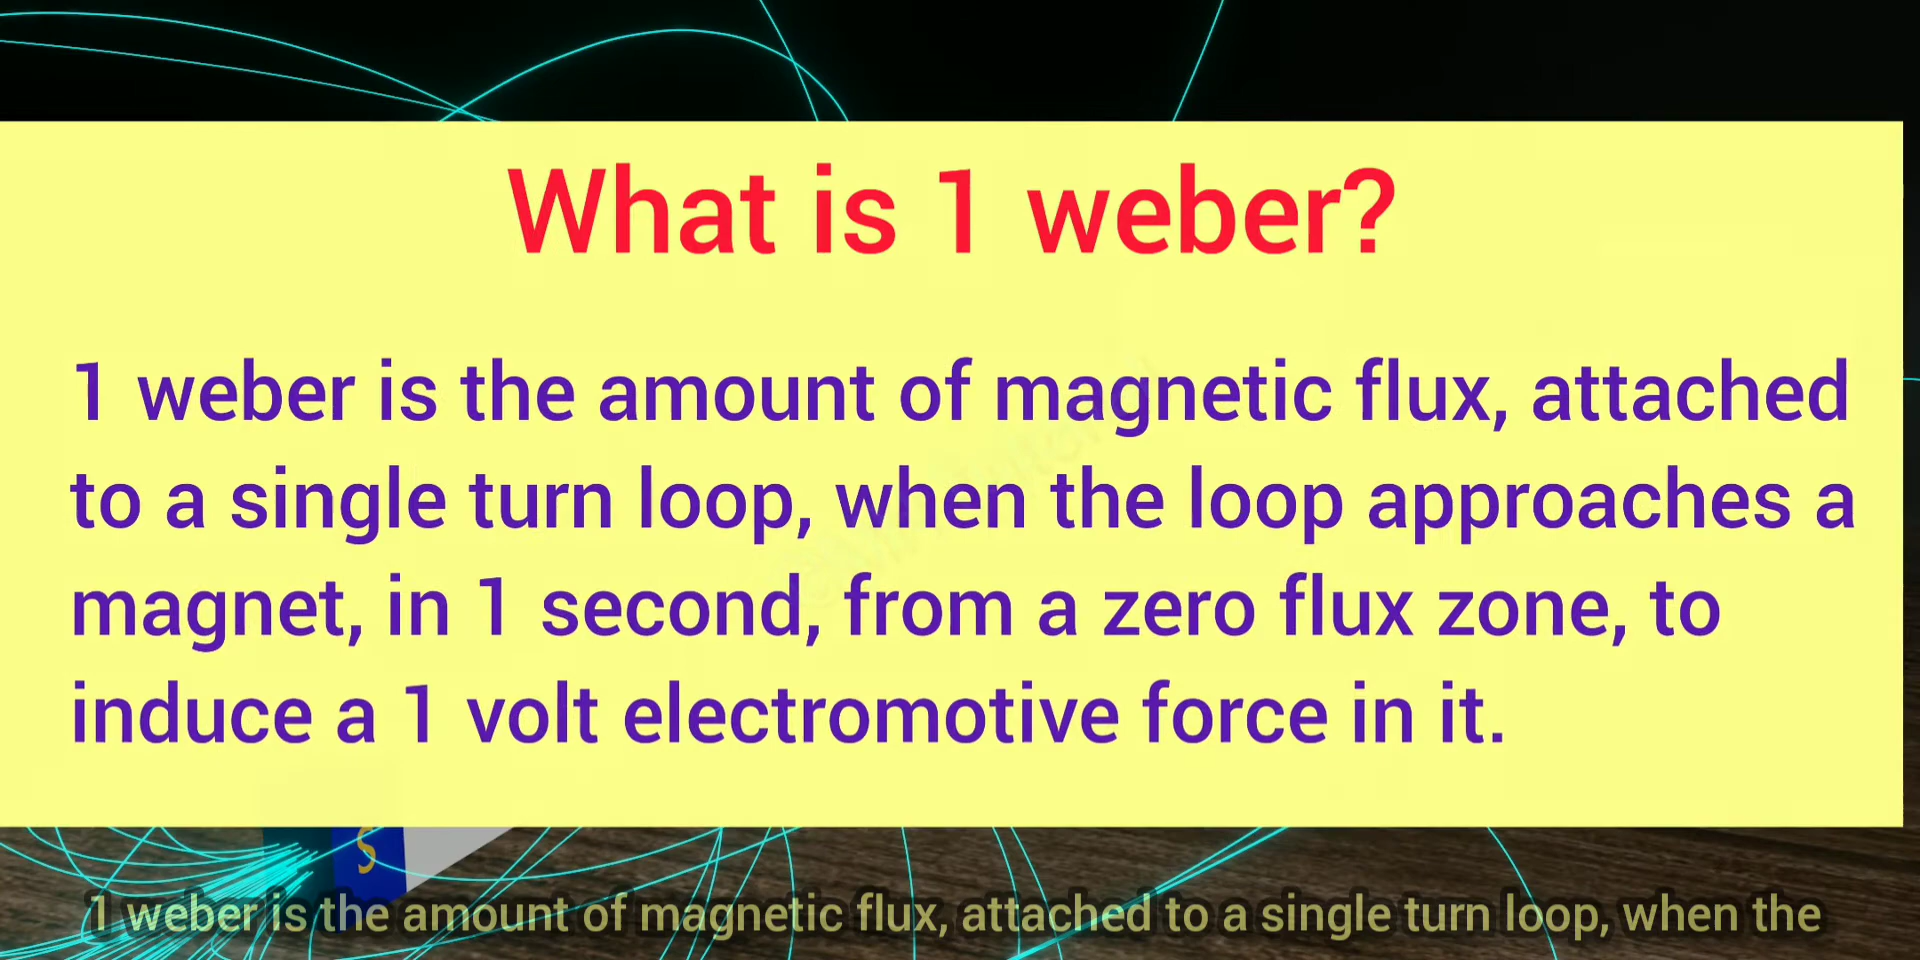 What is 1 weber?
1 weber is the amount of magnetic flux, attached
to a single turn loop, when the loop approaches a
magnet, in 1 second, from a zero flux zone, to
induce a 1 volt electromotive force in it.
S
1 weber is the amount of magnetic flux, attached to a single turn loop, when the